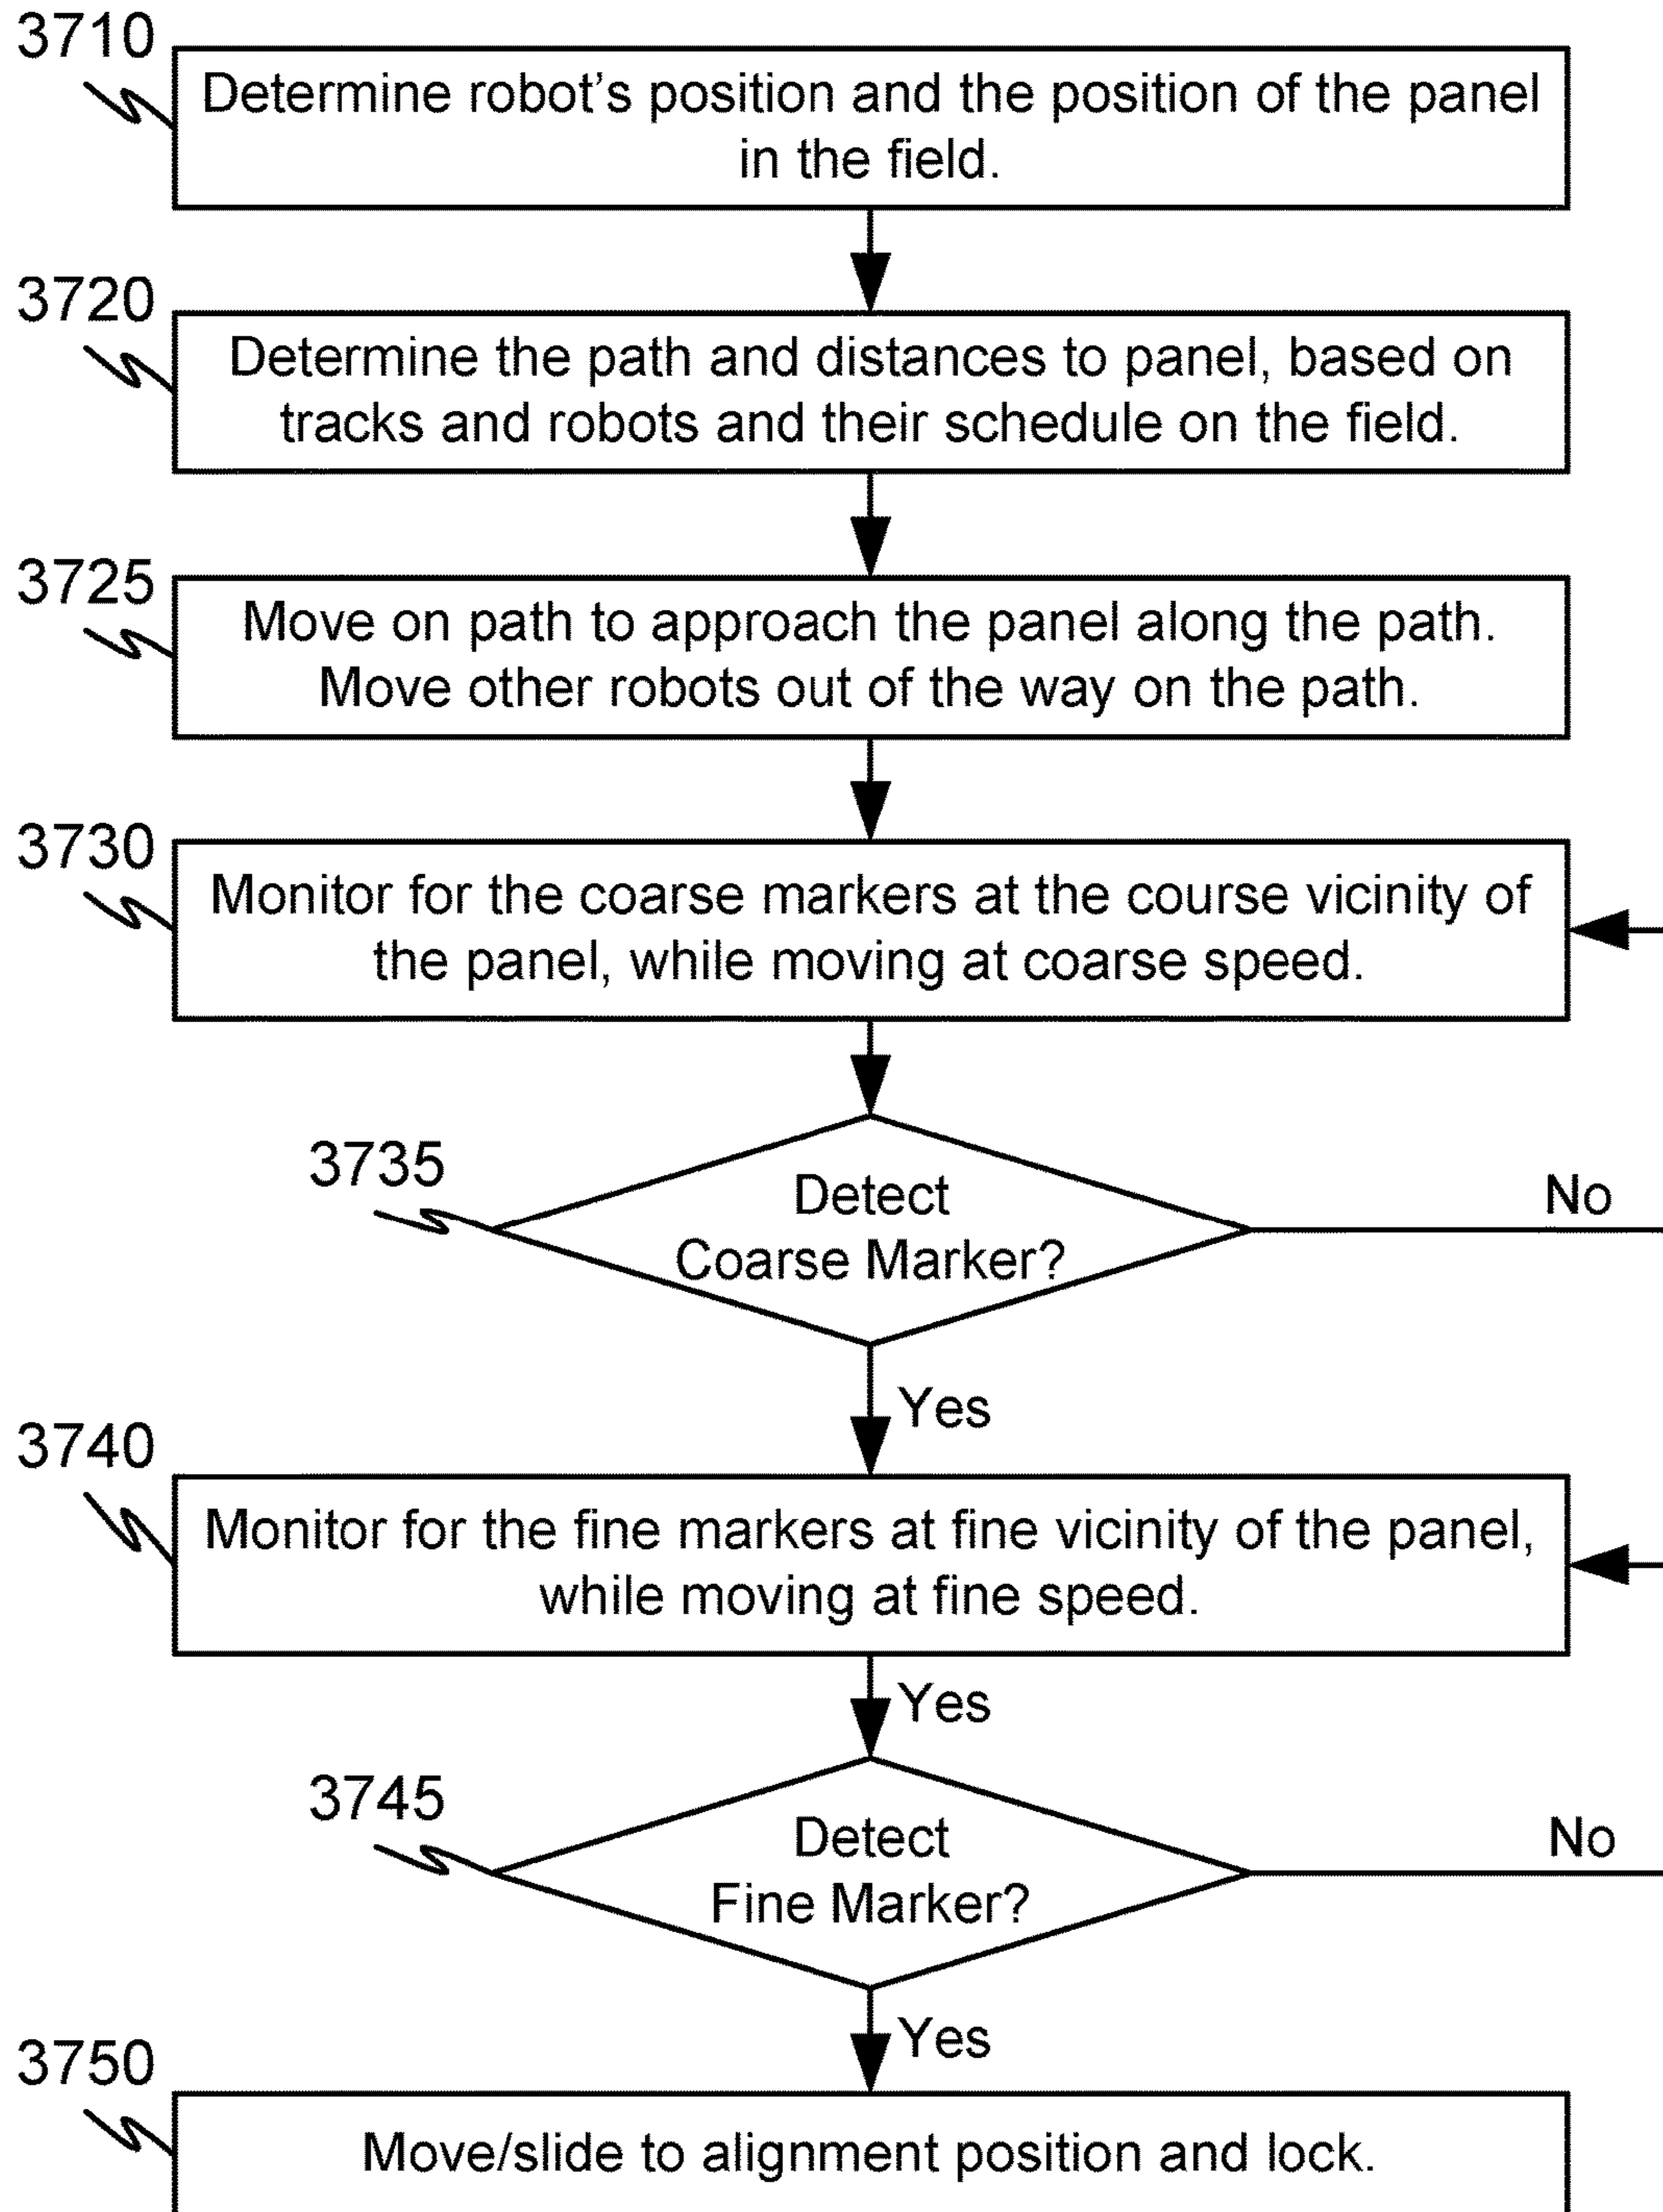 3710
Determine robot's position and the position of the panel
in the field.
3720
Determine the path and distances to panel, based on
tracks and robots and their schedule on the field.
3725
Move on path to approach the panel along the path.
Move other robots out of the way on the path.
3730
Monitor for the coarse markers at the course vicinity of
the panel, while moving at coarse speed.
3735
Detect
Coarse Marker?
No
Yes
3740
Monitor for the fine markers at fine vicinity of the panel,
while moving at fine speed.
Yes
3745
Detect
Fine Marker?
No
Yes
3750
Move/slide to alignment position and lock.